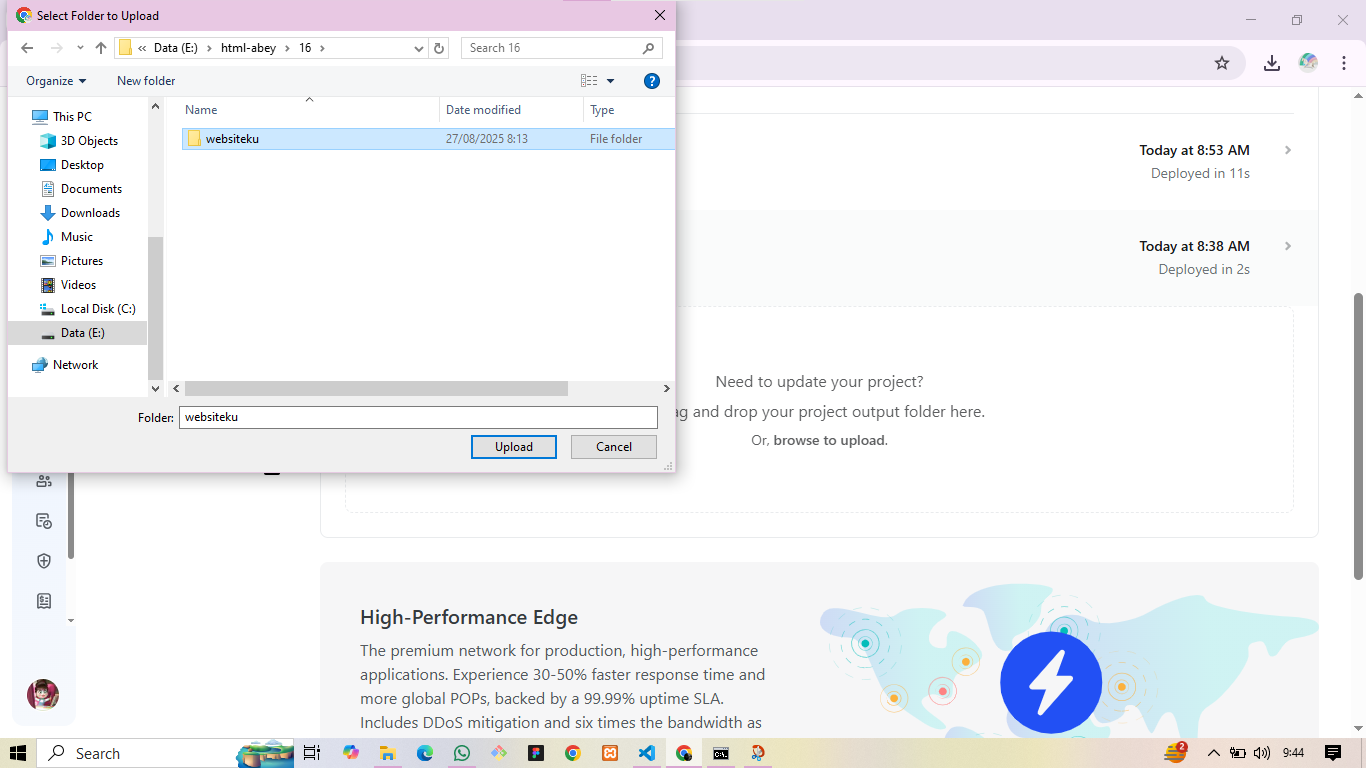 Select Folder to Upload
« Data (E:) › html-abey › 16 ›
Search 16
Organize
New folder
?
This PC
3D Objects
Desktop
Documents
Downloads
Music
Pictures
Videos
Local Disk (C:)
Data (E:)
Network
Name
Date modified
Type
websiteku
27/08/2025 8:13
File folder
Folder:
websiteku
Upload
Cancel
Today at 8:53 AM
Deployed in 11s
Today at 8:38 AM
Deployed in 2s
Need to update your project?
and drop your project output folder here.
Or, browse to upload.
High-Performance Edge
The premium network for production, high-performance
applications. Experience 30-50% faster response time and
more global POPs, backed by a 99.99% uptime SLA.
Includes DDoS mitigation and six times the bandwidth as
Search
2
9:44